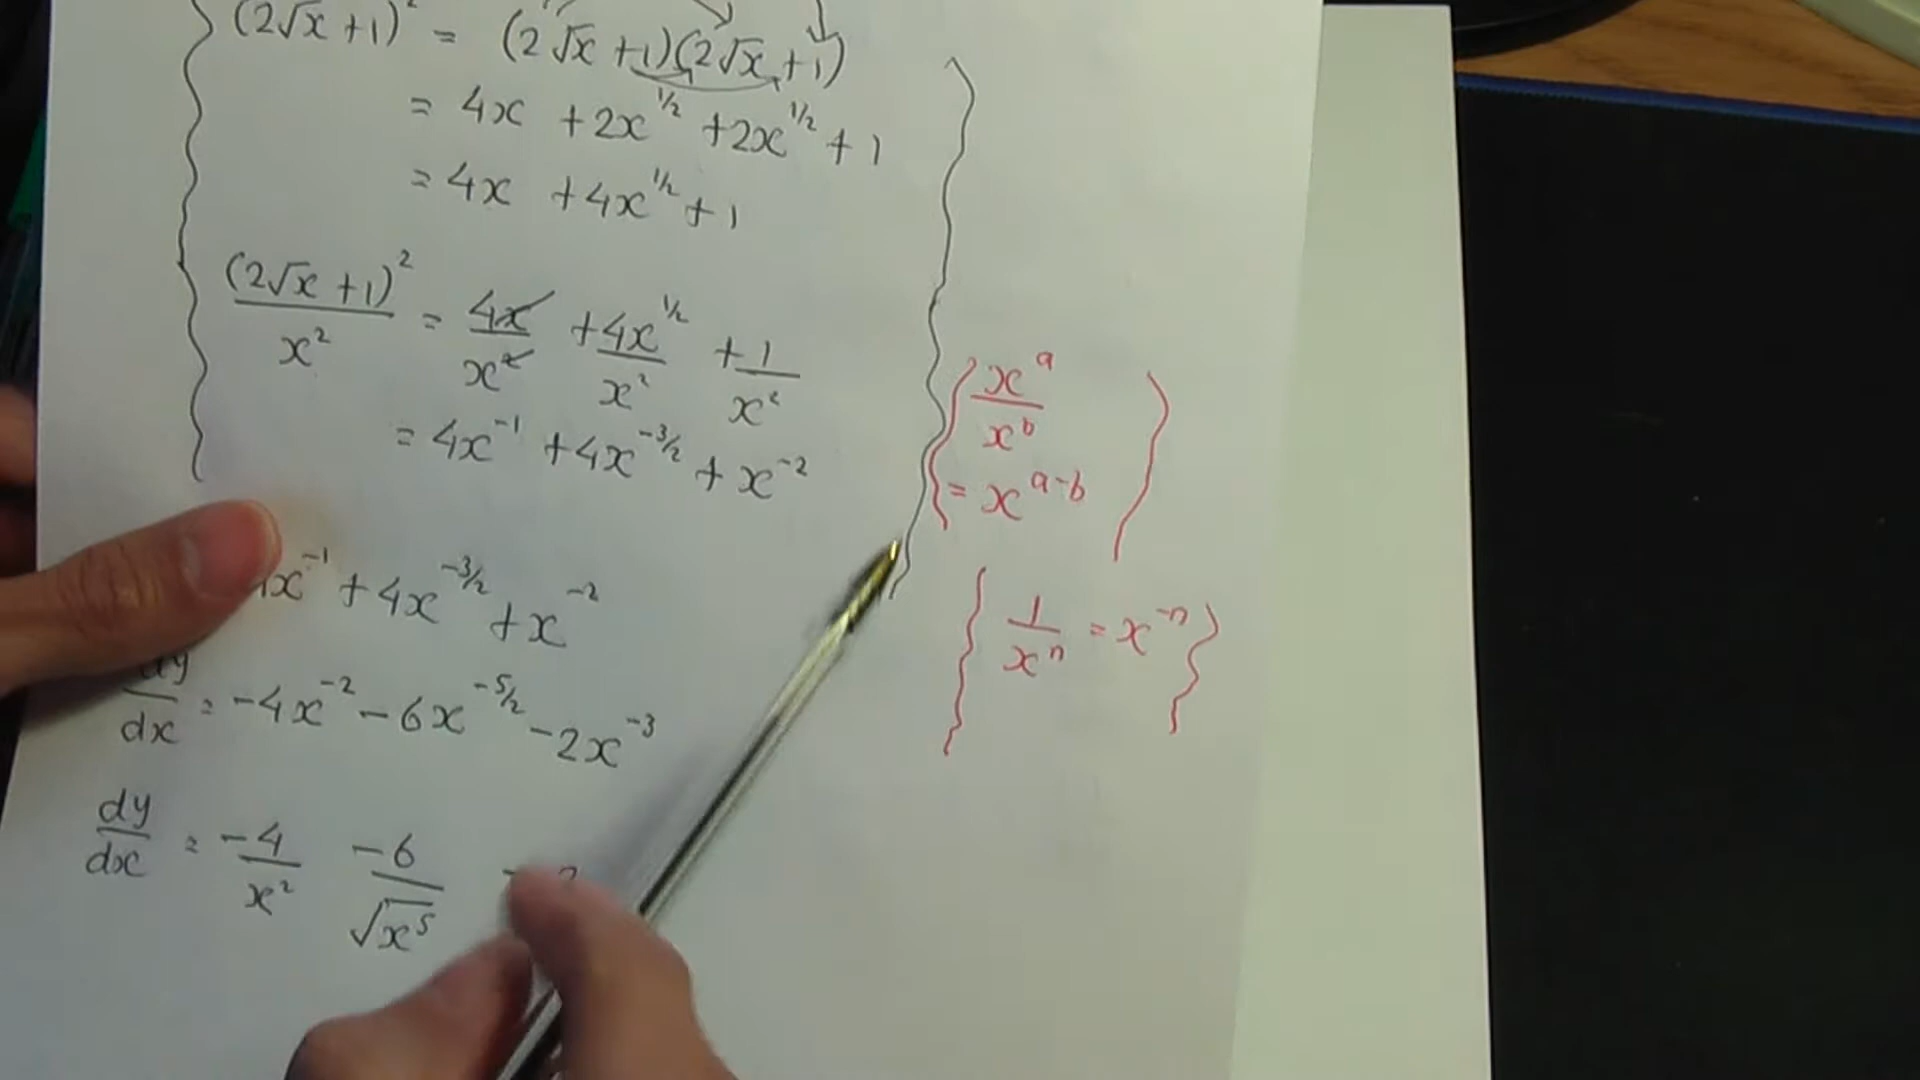 (2√x +1)² = (2√x +1)(2√x +1)
= 4x + 2x^1/2 + 2x^1/2 + 1
= 4x + 4x^1/2 + 1
(2√x +1)²/x² = 4x/x² + 4x^1/2/x² + 1/x²
= 4x^-1 + 4x^-3/2 + x^-2
x^-1 + 4x^-3/2 + x^-2
dy/dx = -4x^-2 - 6x^-5/2 - 2x^-3
dy/dx = -4/x² -6/√x⁵
x^a/x^b
= x^a-b
1/x^n = x^-n